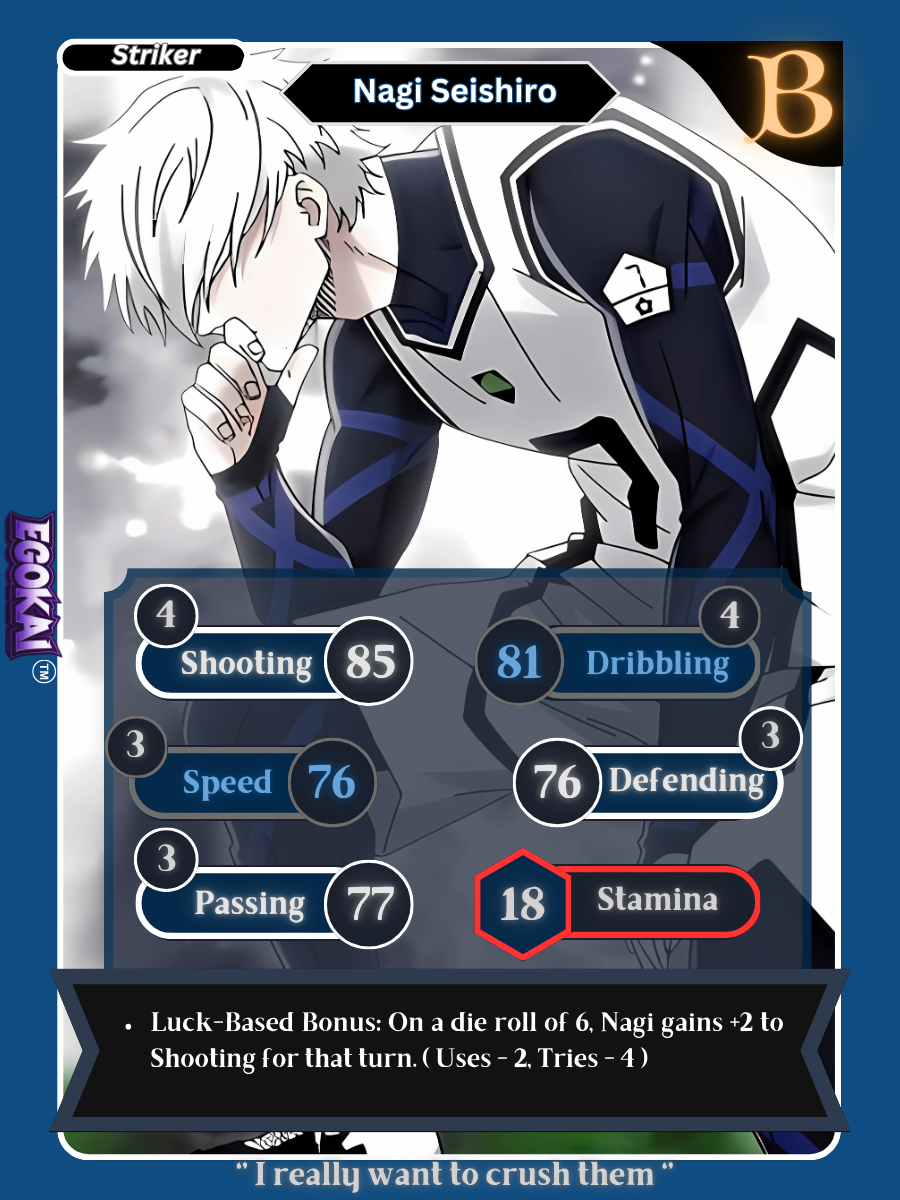 Striker
Nagi Seishiro
B
EGOKAI
TM
4
Shooting 85
4
81 Dribbling
3
Speed 76
3
76 Defending
3
Passing 77
18 Stamina
• Luck-Based Bonus: On a die roll of 6, Nagi gains +2 to
Shooting for that turn. ( Uses - 2, Tries - 4 )
" I really want to crush them "